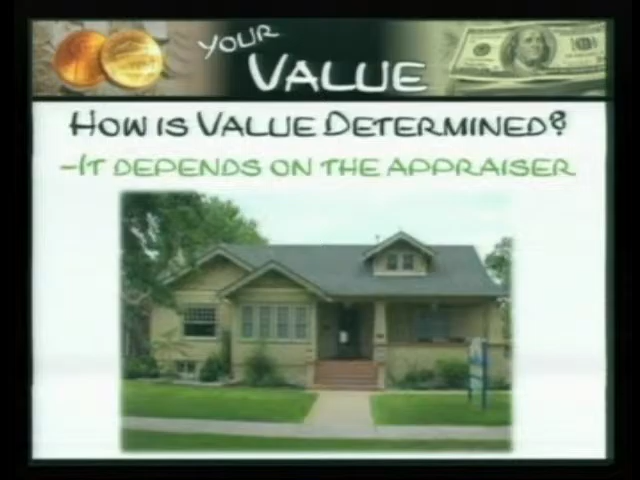 YOUR
VALUE
HOW IS VALUE DETERMINED?
-IT DEPENDS ON THE APPRAISER